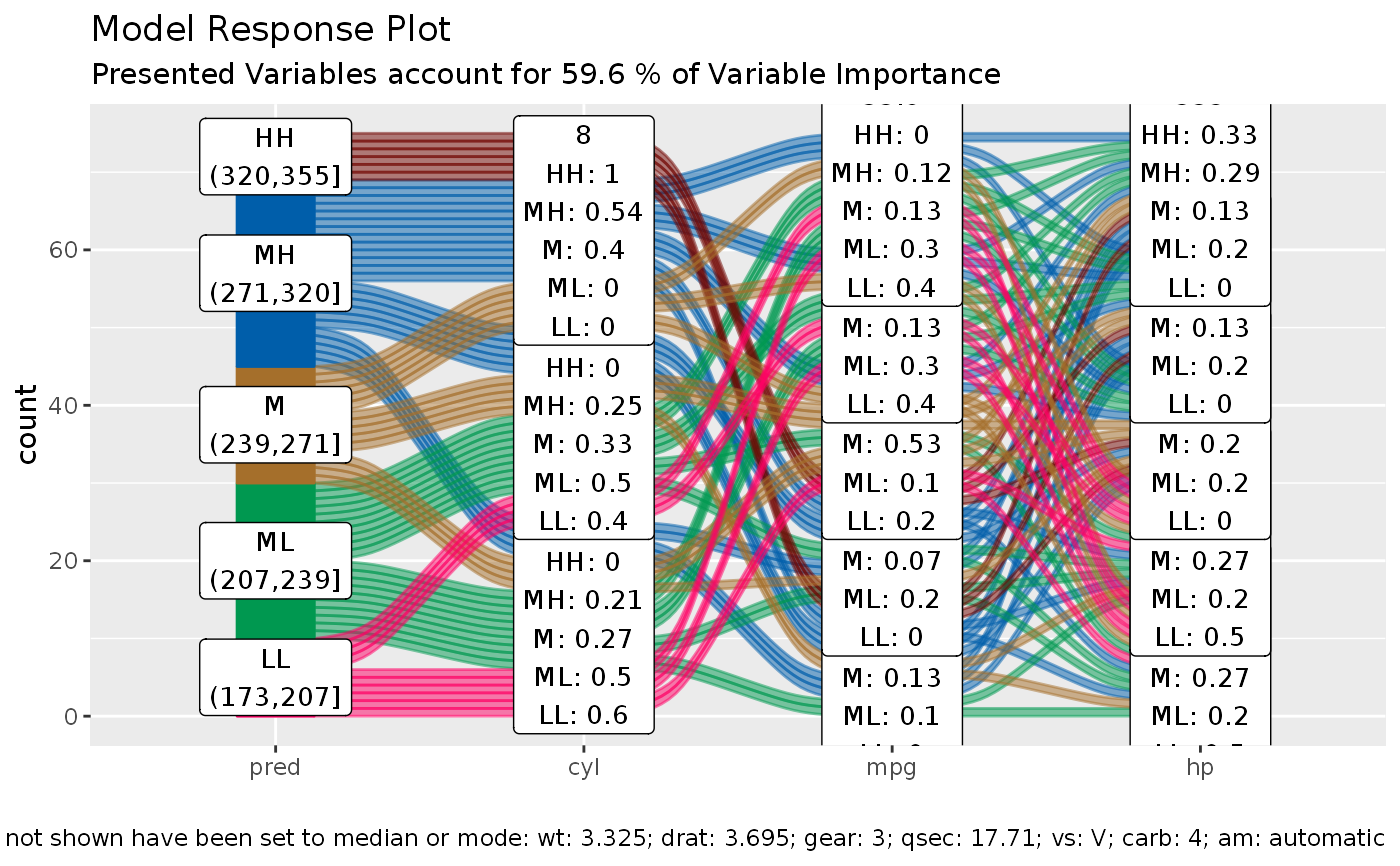 Model Response Plot
Presented Variables account for 59.6 % of Variable Importance
count
60
40
20
0
HH
(320,355]
MH
(271,320]
M
(239,271]
ML
(207,239]
LL
(173,207]
8
HH: 1
MH: 0.54
M: 0.4
ML: 0
LL: 0
HH: 0
MH: 0.25
M: 0.33
ML: 0.5
LL: 0.4
HH: 0
MH: 0.21
M: 0.27
ML: 0.5
LL: 0.6
HH: 0
MH: 0.12
M: 0.13
ML: 0.3
LL: 0.4
M: 0.13
ML: 0.3
LL: 0.4
M: 0.53
ML: 0.1
LL: 0.2
M: 0.07
ML: 0.2
LL: 0
M: 0.13
ML: 0.1
HH: 0.33
MH: 0.29
M: 0.13
ML: 0.2
LL: 0
M: 0.13
ML: 0.2
LL: 0
M: 0.2
ML: 0.2
LL: 0
M: 0.27
ML: 0.2
LL: 0.5
M: 0.27
ML: 0.2
pred
cyl
mpg
hp
not shown have been set to median or mode: wt: 3.325; drat: 3.695; gear: 3; qsec: 17.71; vs: V; carb: 4; am: automatic